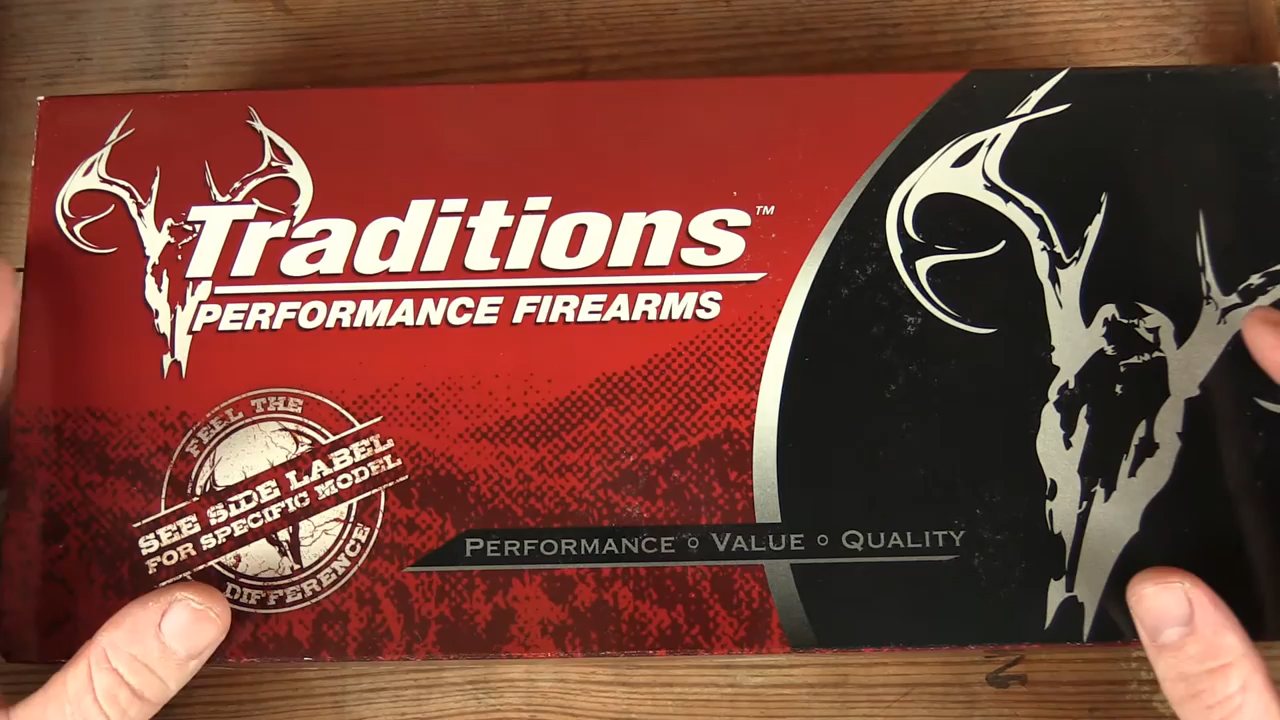 Traditions™
PERFORMANCE FIREARMS
FEEL THE
SEE SIDE LABEL
FOR SPECIFIC MODEL
DIFFERENCE
PERFORMANCE ○ VALUE ○ QUALITY